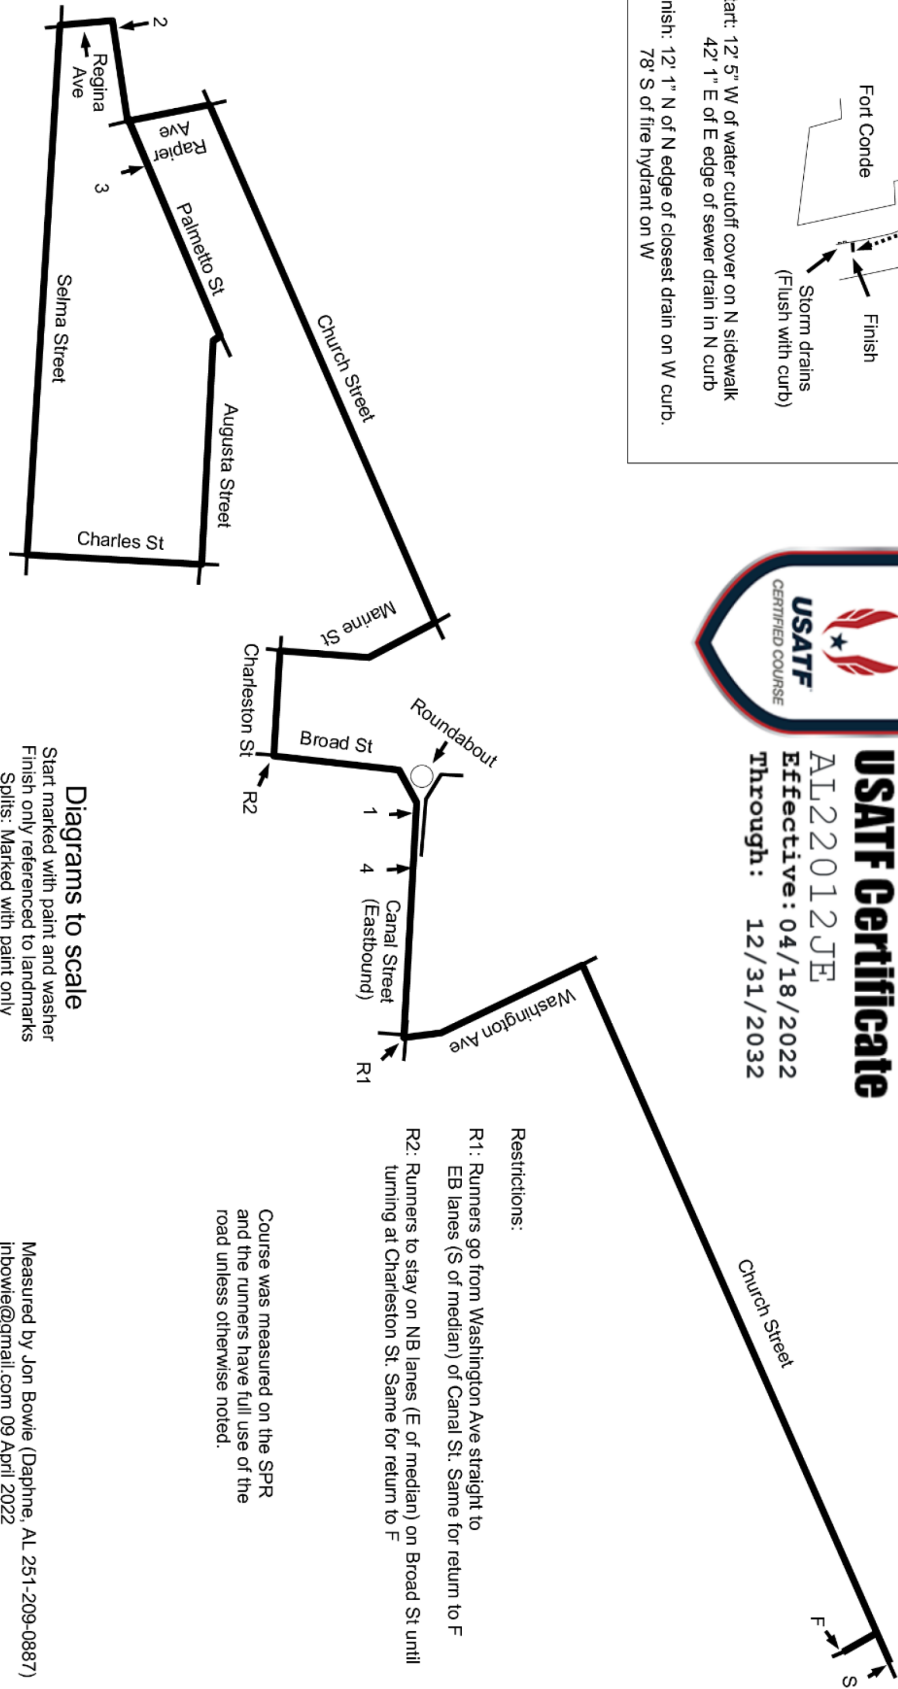 Fort Conde
Finish
Storm drains
(Flush with curb)
art: 12' 5" W of water cutoff cover on N sidewalk
42' 1" E of E edge of sewer drain in N curb
nish: 12' 1" N of N edge of closest drain on W curb.
78' S of fire hydrant on W
USATF
CERTIFIED COURSE
USATF Certificate
AL22012JE
Effective: 04/18/2022
Through: 12/31/2032
2
Regina
Ave
Rapier
Ave
3
Palmetto St
Church Street
Selma Street
Augusta Street
Charles St
Marine St
Charleston St
Broad St
Roundabout
R2
1
4
Canal Street
(Eastbound)
Washington Ave
R1
Church Street
F
S
Restrictions:
R1: Runners go from Washington Ave straight to
EB lanes (S of median) of Canal St. Same for return to F
R2: Runners to stay on NB lanes (E of median) on Broad St until
turning at Charleston St. Same for return to F
Course was measured on the SPR
and the runners have full use of the
road unless otherwise noted.
Diagrams to scale
Start marked with paint and washer
Finish only referenced to landmarks
Splits: Marked with paint only
Measured by Jon Bowie (Daphne, AL 251-209-0887)
jnbowie@gmail.com 09 April 2022